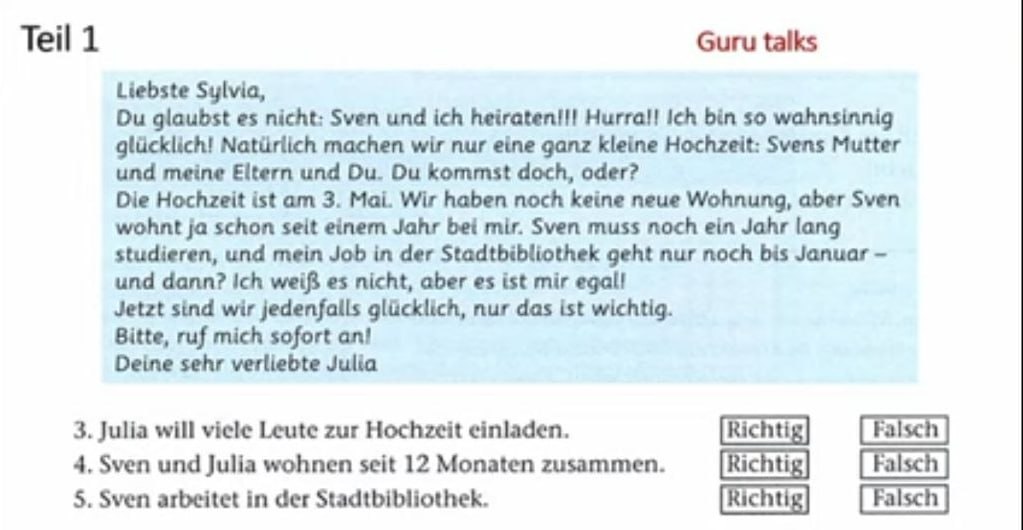 Teil 1
Guru talks
Liebste Sylvia,
Du glaubst es nicht: Sven und ich heiraten!!! Hurra!! Ich bin so wahnsinnig
glücklich! Natürlich machen wir nur eine ganz kleine Hochzeit: Svens Mutter
und meine Eltern und Du. Du kommst doch, oder?
Die Hochzeit ist am 3. Mai. Wir haben noch keine neue Wohnung, aber Sven
wohnt ja schon seit einem Jahr bei mir. Sven muss noch ein Jahr lang
studieren, und mein Job in der Stadtbibliothek geht nur noch bis Januar –
und dann? Ich weiß es nicht, aber es ist mir egal!
Jetzt sind wir jedenfalls glücklich, nur das ist wichtig.
Bitte, ruf mich sofort an!
Deine sehr verliebte Julia
3. Julia will viele Leute zur Hochzeit einladen. Richtig Falsch
4. Sven und Julia wohnen seit 12 Monaten zusammen. Richtig Falsch
5. Sven arbeitet in der Stadtbibliothek. Richtig Falsch